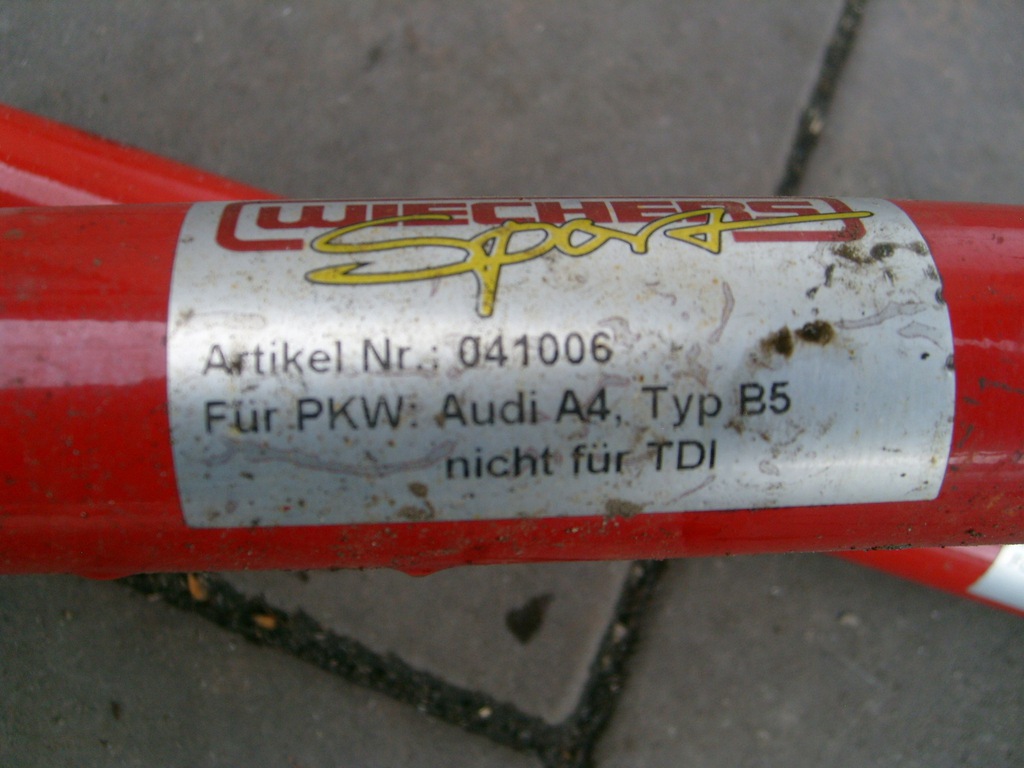 WIECHERS
Sport
Artikel Nr.: 041006
Für PKW: Audi A4, Typ B5
nicht für TDI